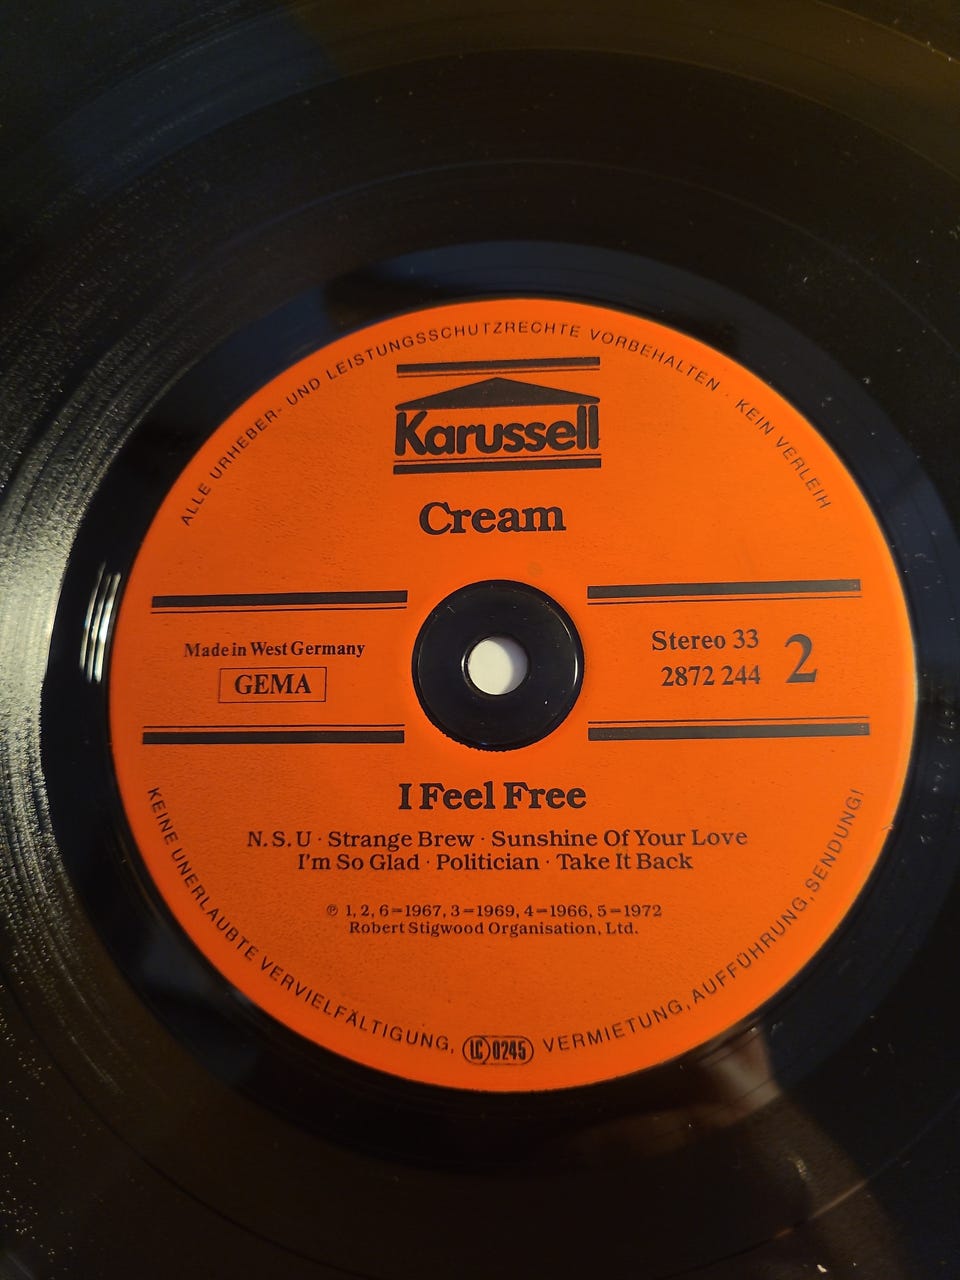 ALLE URHEBER- UND LEISTUNGSSCHUTZRECHTE VORBEHALTEN · KEIN VERLEIH
Karussell
Cream
Made in West Germany
GEMA
Stereo 33
2872 244
2
I Feel Free
N.S.U · Strange Brew · Sunshine Of Your Love
I'm So Glad · Politician · Take It Back
℗ 1, 2, 6=1967, 3=1969, 4=1966, 5=1972
Robert Stigwood Organisation, Ltd.
KEINE UNERLAUBTE VERVIELFÄLTIGUNG, VERMIETUNG, AUFFÜHRUNG, SENDUNG!
LC 0245